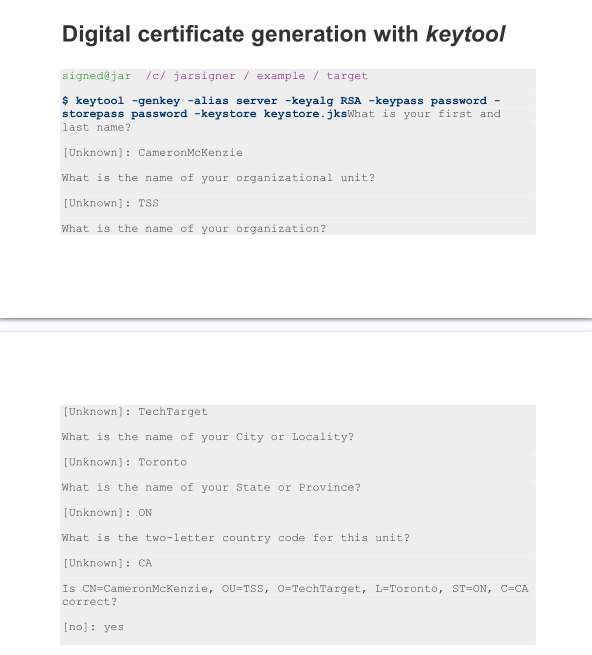 Digital certificate generation with keytool
signed@jar /c/ jarsigner / example / target
$ keytool -genkey -alias server -keyalg RSA -keypass password -
storepass password -keystore keystore.jksWhat is your first and
last name?
[Unknown]: CameronMcKenzie
What is the name of your organizational unit?
[Unknown]: TSS
What is the name of your organization?
[Unknown]: TechTarget
What is the name of your City or Locality?
[Unknown]: Toronto
What is the name of your State or Province?
[Unknown]: ON
What is the two-letter country code for this unit?
[Unknown]: CA
Is CN=CameronMcKenzie, OU=TSS, O=TechTarget, L=Toronto, ST=ON, C=CA
correct?
[no]: yes